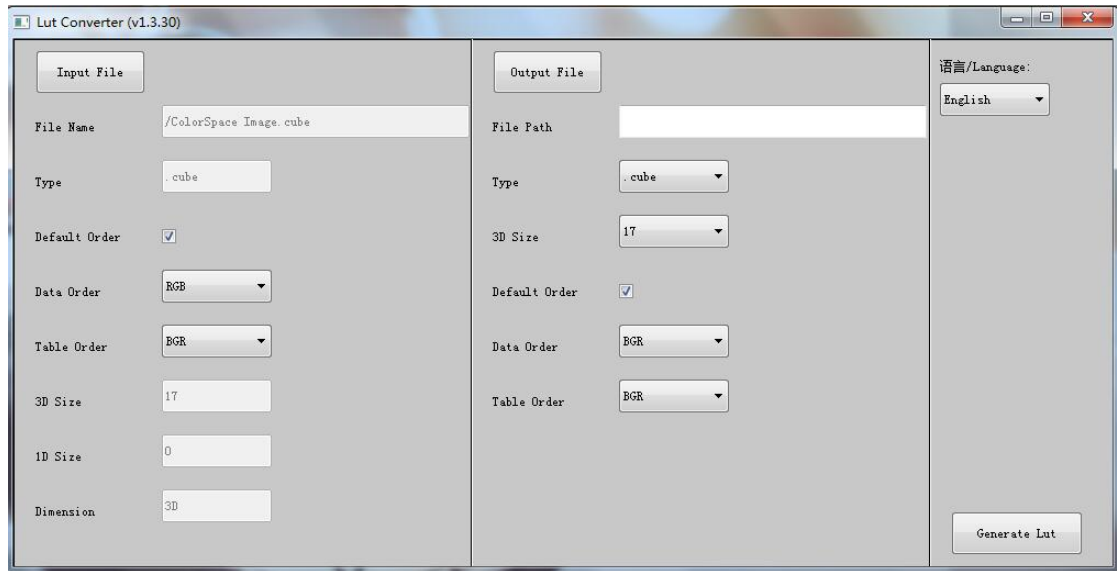 Lut Converter (v1.3.30)
Input File
File Name
/ColorSpace Image.cube
Type
.cube
Default Order
Data Order
RGB
Table Order
BGR
3D Size
17
1D Size
0
Dimension
3D
Output File
File Path
Type
.cube
3D Size
17
Default Order
Data Order
BGR
Table Order
BGR
语言/Language:
English
Generate Lut